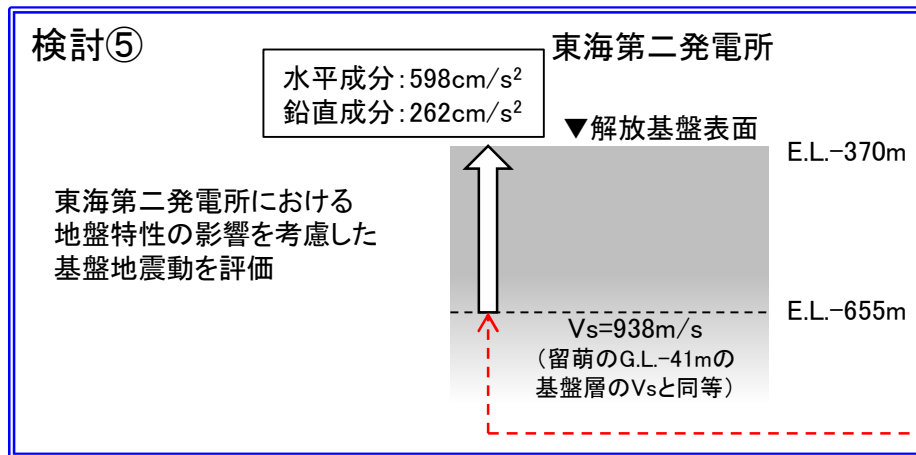 検討⑤
東海第二発電所
水平成分:598cm/s²
鉛直成分:262cm/s²
▼解放基盤表面
E.L.-370m
東海第二発電所における
地盤特性の影響を考慮した
基盤地震動を評価
E.L.-655m
Vs=938m/s
(留萌のG.L.-41mの
基盤層のVsと同等)